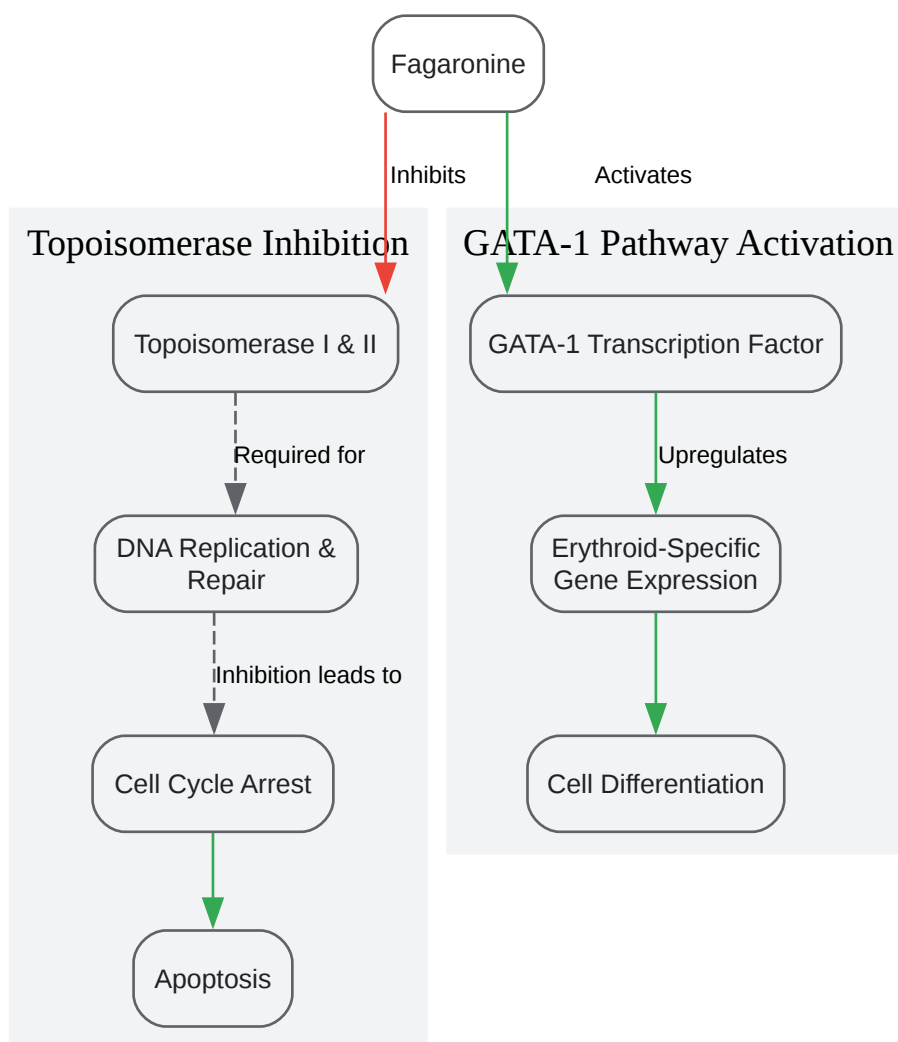 Fagaronine
Inhibits
Activates
Topoisomerase Inhibition
GATA-1 Pathway Activation
Topoisomerase I & II
GATA-1 Transcription Factor
Required for
Upregulates
DNA Replication &
Repair
Erythroid-Specific
Gene Expression
Inhibition leads to
Cell Cycle Arrest
Cell Differentiation
Apoptosis